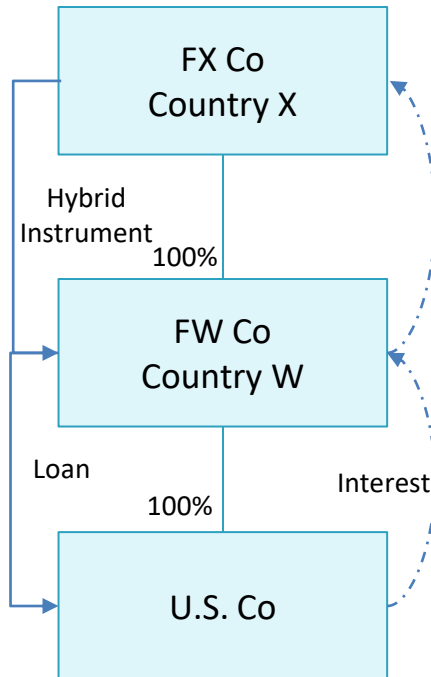 FX Co
Country X
Hybrid
Instrument
100%
FW Co
Country W
Loan
100%
Interest
U.S. Co